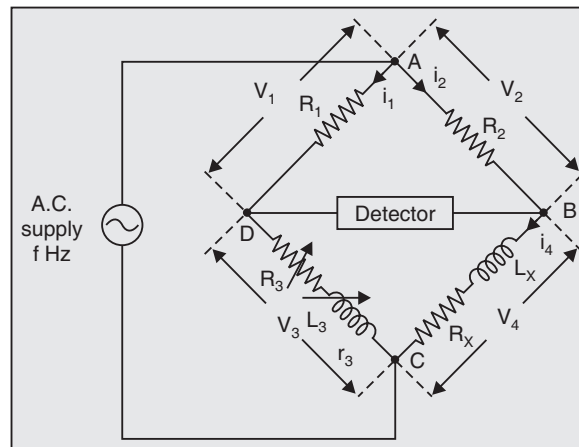 A
V1
i1
i2
V2
R1
R2
A.C.
supply
f Hz
D
Detector
B
i4
R3
LX
L3
V3
RX
V4
r3
C